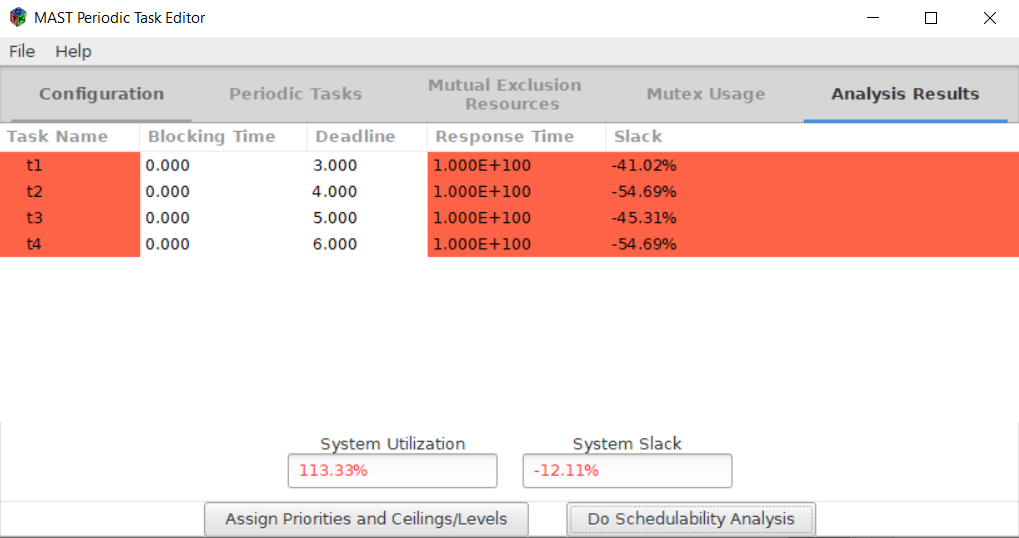 MAST Periodic Task Editor
File Help
Configuration Periodic Tasks Mutual Exclusion Resources Mutex Usage Analysis Results
Task Name Blocking Time Deadline Response Time Slack
t1 0.000 3.000 1.000E+100 -41.02%
t2 0.000 4.000 1.000E+100 -54.69%
t3 0.000 5.000 1.000E+100 -45.31%
t4 0.000 6.000 1.000E+100 -54.69%
System Utilization System Slack
113.33% -12.11%
Assign Priorities and Ceilings/Levels Do Schedulability Analysis